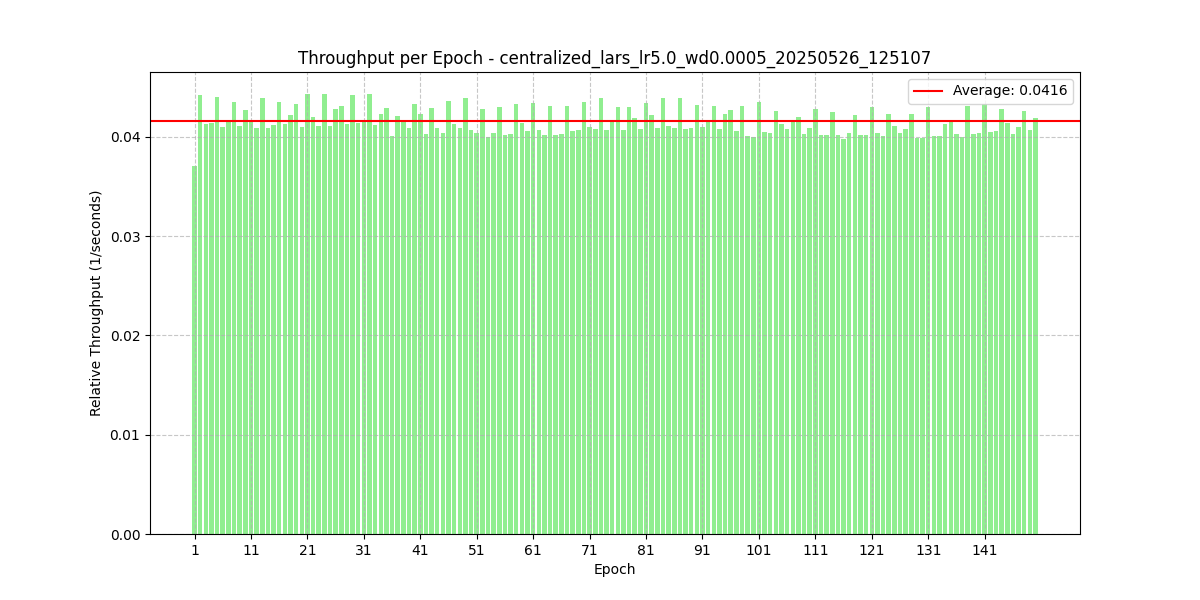 Throughput per Epoch - centralized_lars_lr5.0_wd0.0005_20250526_125107
Average: 0.0416
Relative Throughput (1/seconds)
0.04
0.03
0.02
0.01
0.00
1 11 21 31 41 51 61 71 81 91 101 111 121 131 141
Epoch